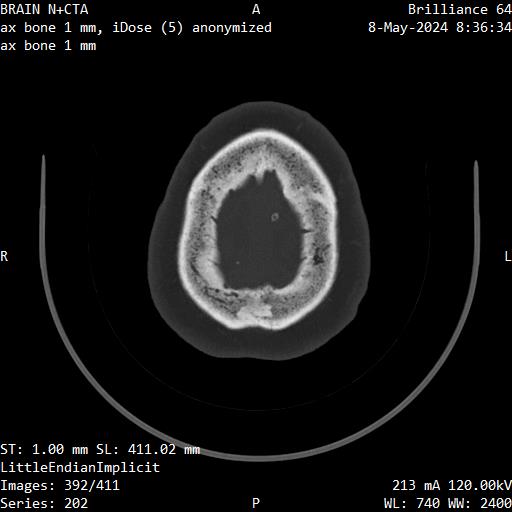 BRAIN N+CTA
A
Brilliance 64
ax bone 1 mm, iDose (5) anonymized
8-May-2024 8:36:34
ax bone 1 mm
R
L
ST: 1.00 mm SL: 411.02 mm
LittleEndianImplicit
Images: 392/411
213 mA 120.00kV
Series: 202
P
WL: 740 WW: 2400